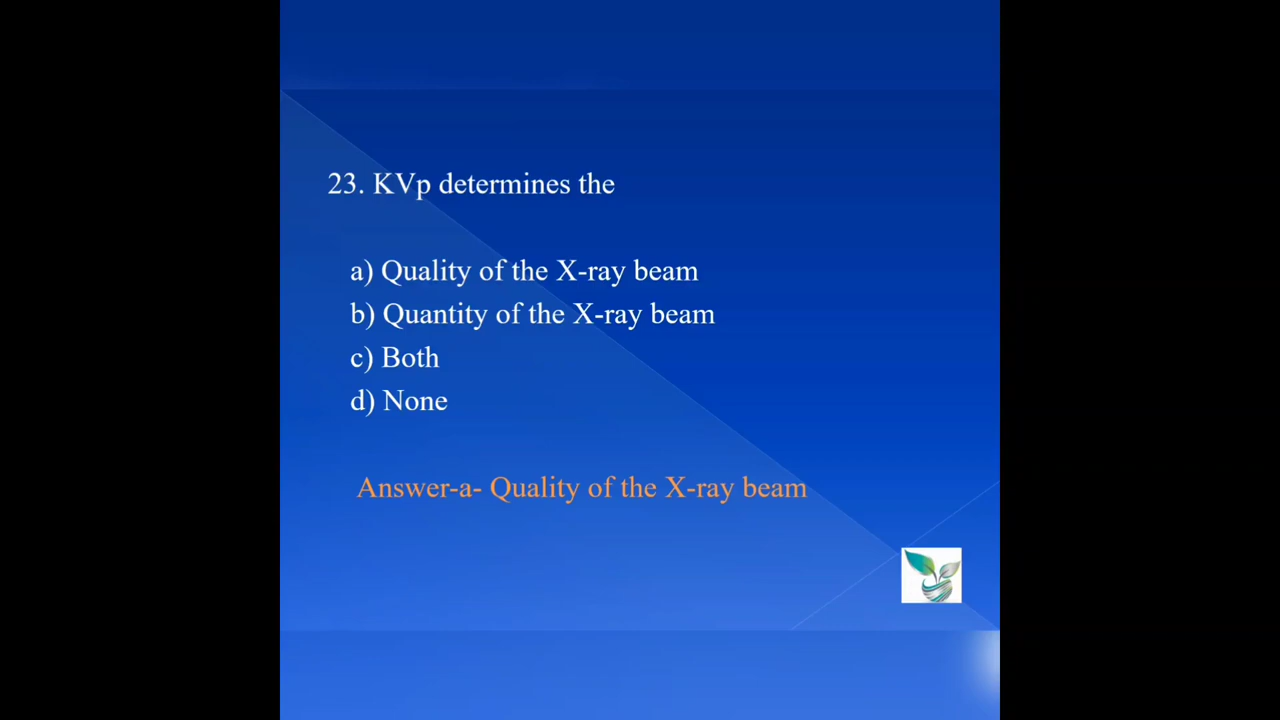 23. KVp determines the
a) Quality of the X-ray beam
b) Quantity of the X-ray beam
c) Both
d) None
Answer-a- Quality of the X-ray beam